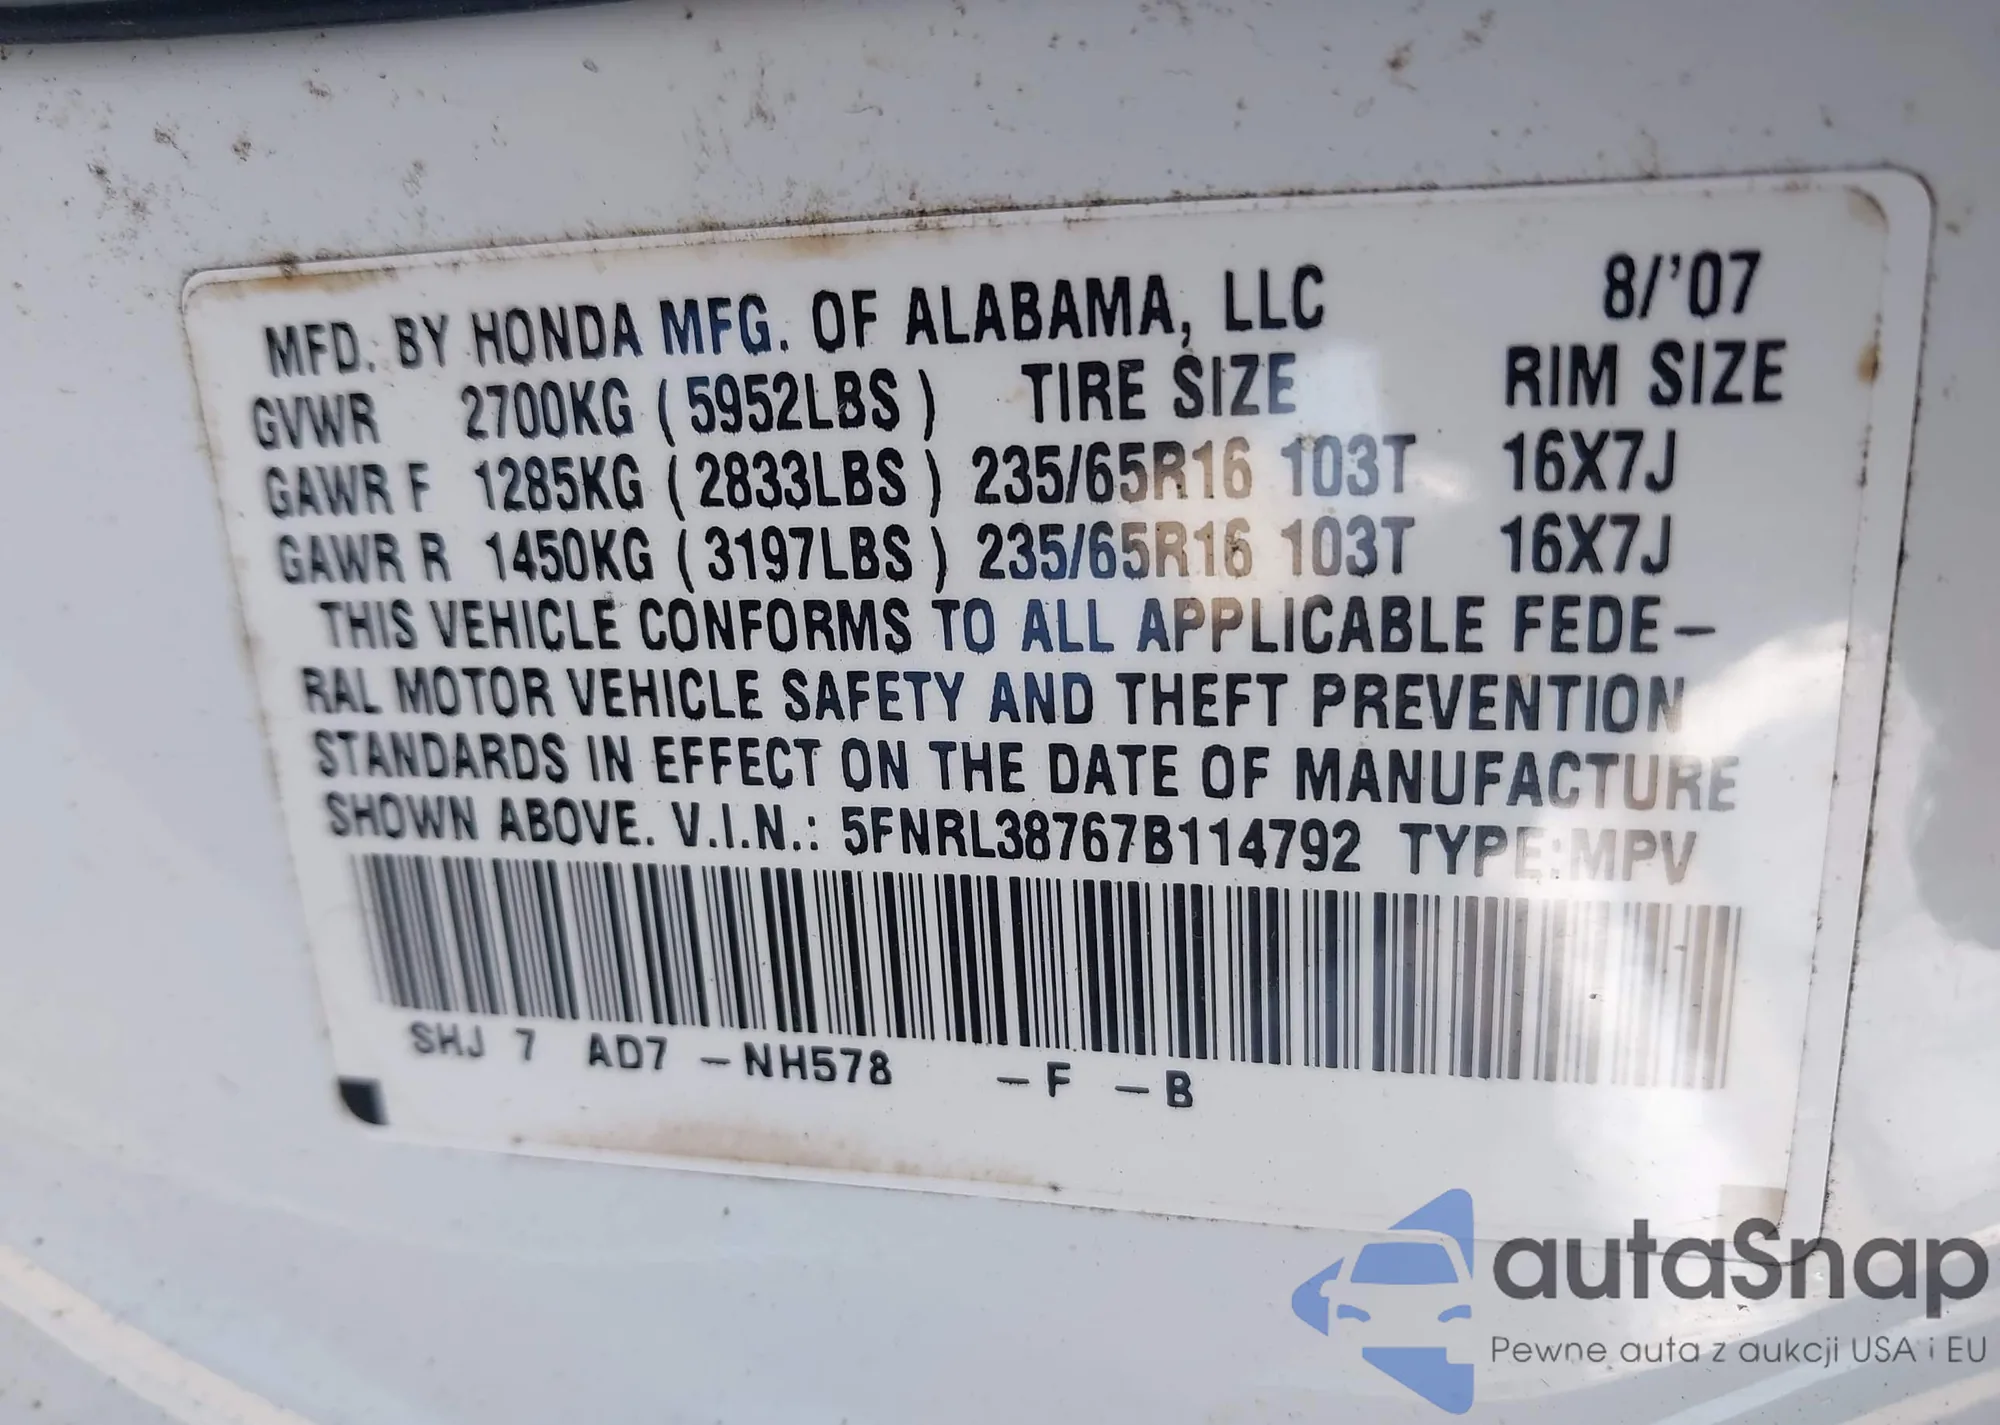 MFD. BY HONDA MFG. OF ALABAMA, LLC 8/'07
GVWR 2700KG (5952LBS) TIRE SIZE RIM SIZE
GAWR F 1285KG (2833LBS) 235/65R16 103T 16X7J
GAWR R 1450KG (3197LBS) 235/65R16 103T 16X7J
THIS VEHICLE CONFORMS TO ALL APPLICABLE FEDE-
RAL MOTOR VEHICLE SAFETY AND THEFT PREVENTION
STANDARDS IN EFFECT ON THE DATE OF MANUFACTURE
SHOWN ABOVE. V.I.N.: 5FNRL38767B114792 TYPE:MPV
SHJ 7 AD7 -NH578 -F -B
autaSnap
Pewne auta z aukcji USA i EU